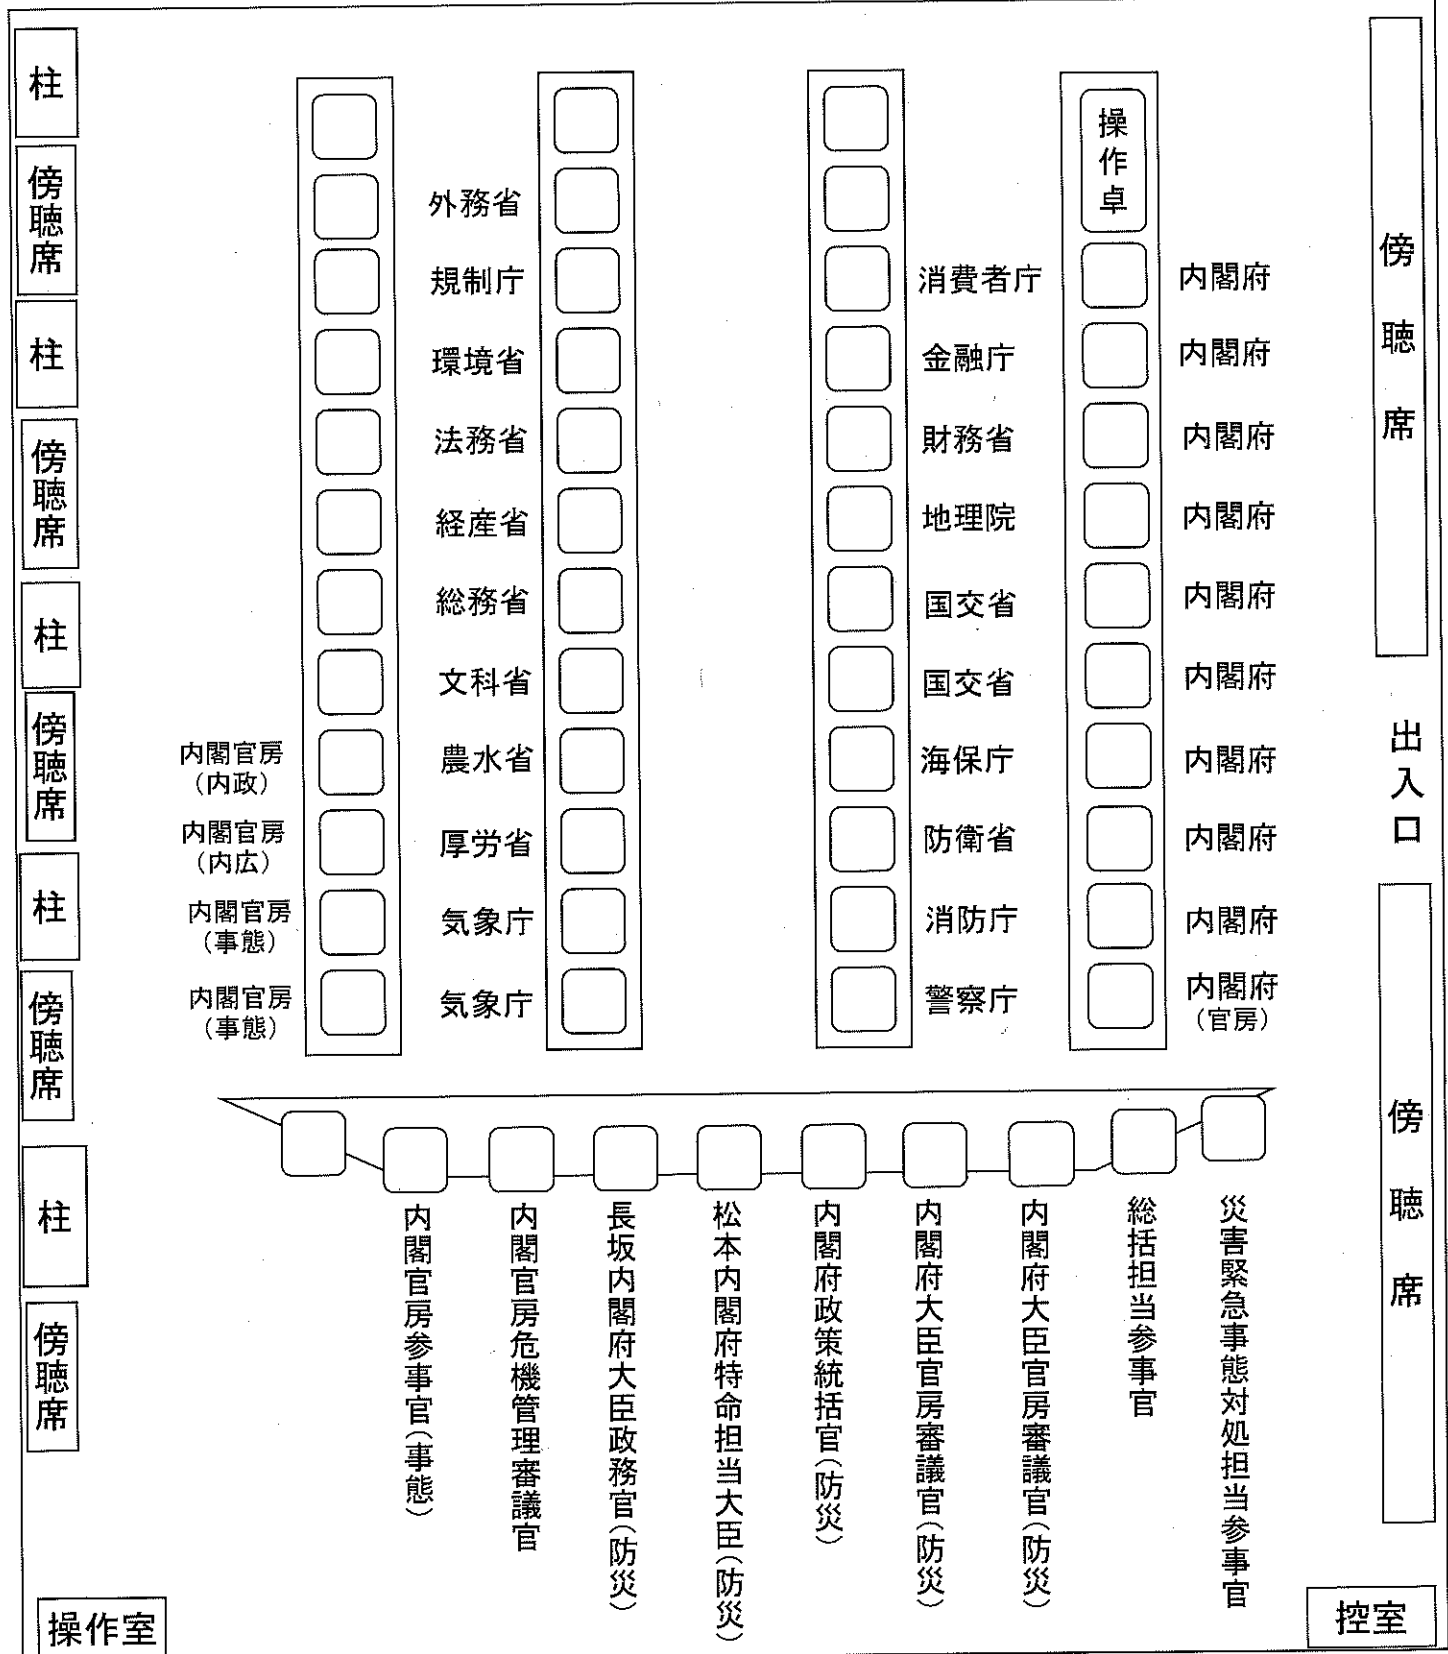 柱
傍聴席
柱
傍聴席
柱
傍聴席
柱
傍聴席
柱
傍聴席
操作室
内閣官房
（内政）
内閣官房
（内広）
内閣官房
（事態）
内閣官房
（事態）
外務省
規制庁
環境省
法務省
経産省
総務省
文科省
農水省
厚労省
気象庁
気象庁
消費者庁
金融庁
財務省
地理院
国交省
国交省
海保庁
防衛省
消防庁
警察庁
操作卓
内閣府
内閣府
内閣府
内閣府
内閣府
内閣府
内閣府
内閣府
内閣府
内閣府
（官房）
傍聴席
出入口
傍聴席
内閣官房参事官（事態）
内閣官房危機管理審議官
長坂内閣府大臣政務官（防災）
松本内閣府特命担当大臣（防災）
内閣府政策統括官（防災）
内閣府大臣官房審議官（防災）
内閣府大臣官房審議官（防災）
総括担当参事官
災害緊急事態対処担当参事官
控室